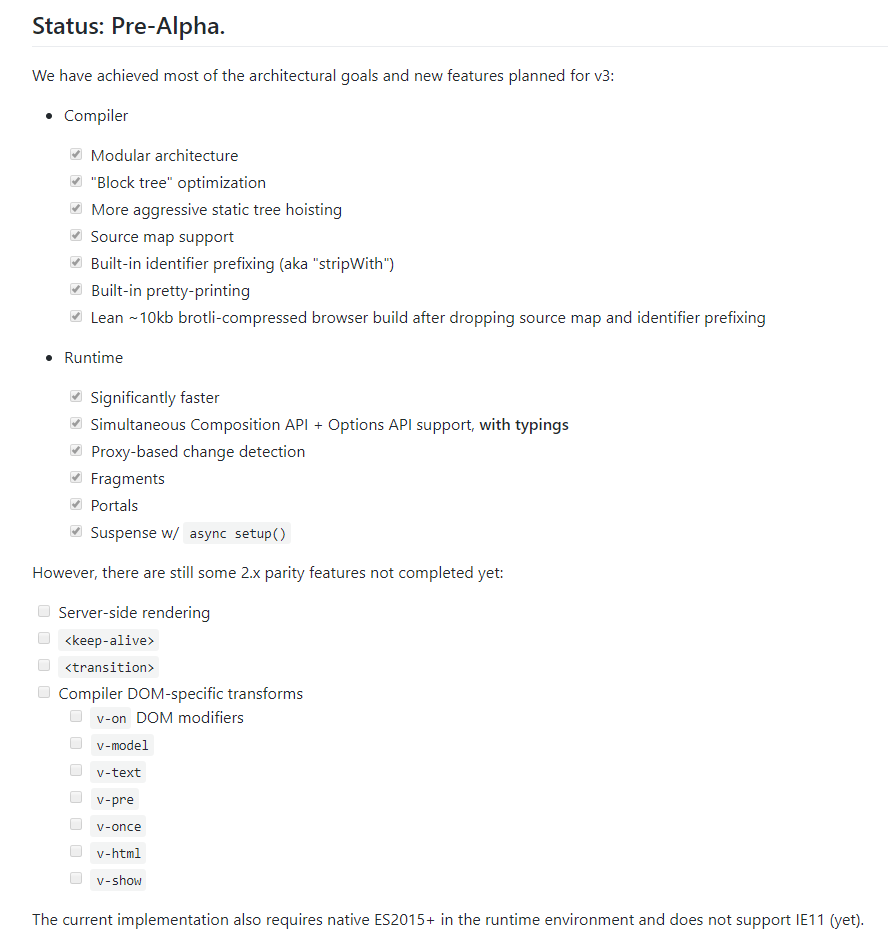 Status: Pre-Alpha.
We have achieved most of the architectural goals and new features planned for v3:
Compiler
Modular architecture
"Block tree" optimization
More aggressive static tree hoisting
Source map support
Built-in identifier prefixing (aka "stripWith")
Built-in pretty-printing
Lean ~10kb brotli-compressed browser build after dropping source map and identifier prefixing
Runtime
Significantly faster
Simultaneous Composition API + Options API support, with typings
Proxy-based change detection
Fragments
Portals
Suspense w/ async setup()
However, there are still some 2.x parity features not completed yet:
Server-side rendering
<keep-alive>
<transition>
Compiler DOM-specific transforms
v-on DOM modifiers
v-model
v-text
v-pre
v-once
v-html
v-show
The current implementation also requires native ES2015+ in the runtime environment and does not support IE11 (yet).